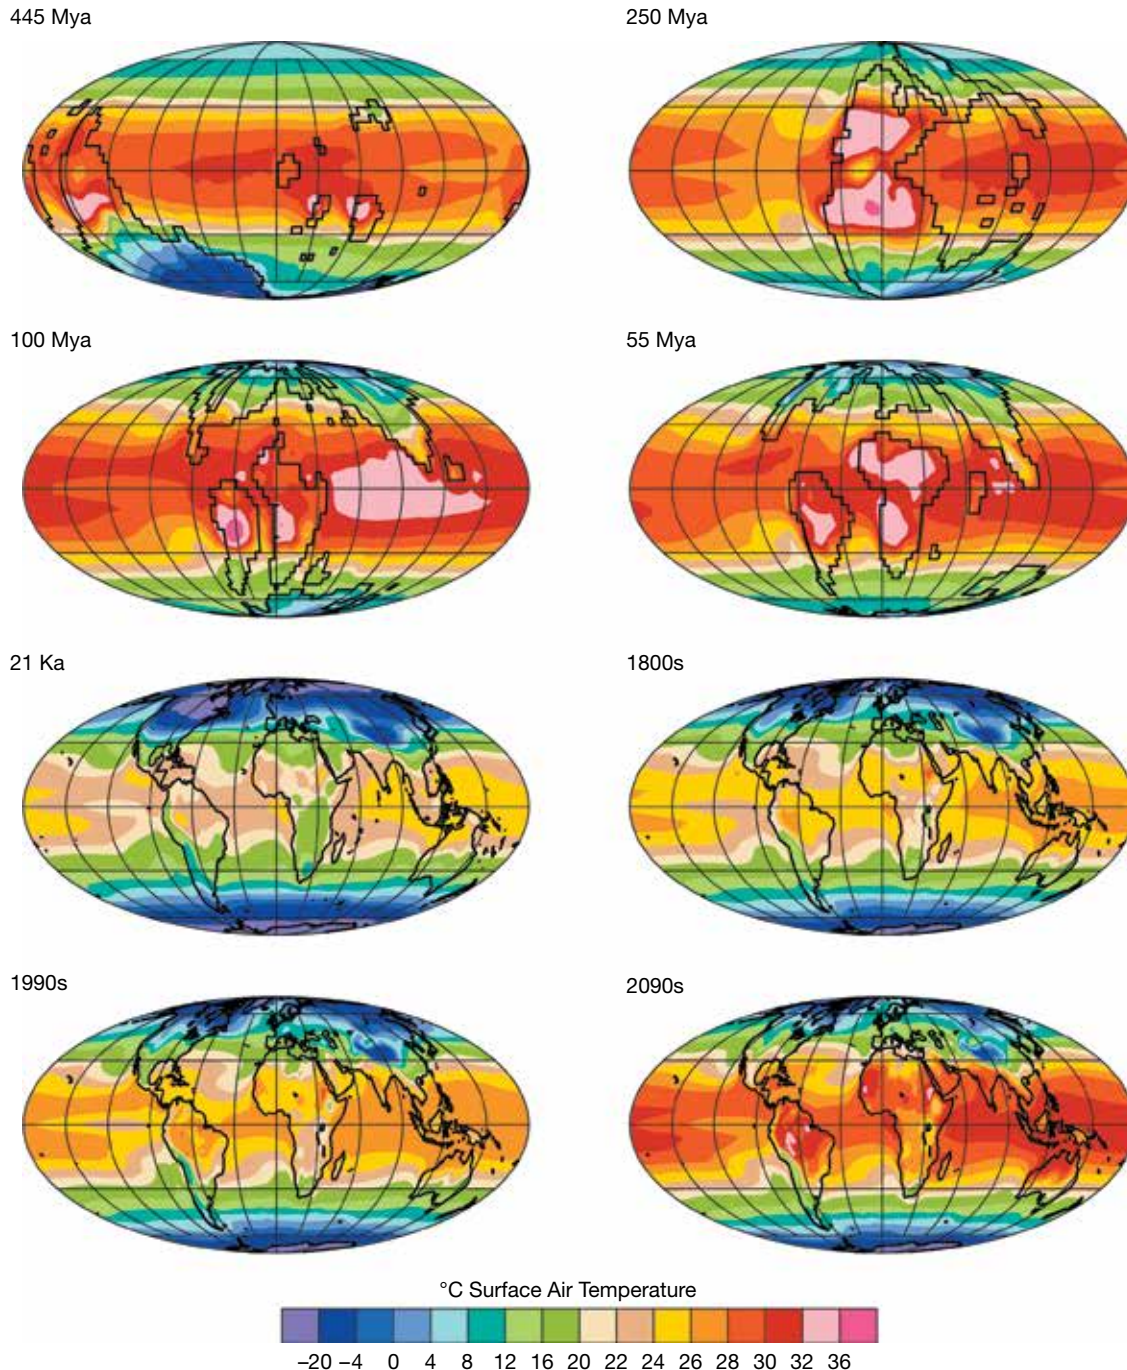 445 Mya
250 Mya
100 Mya
55 Mya
21 Ka
1800s
1990s
2090s
°C Surface Air Temperature
–20 –4 0 4 8 12 16 20 22 24 26 28 30 32 36